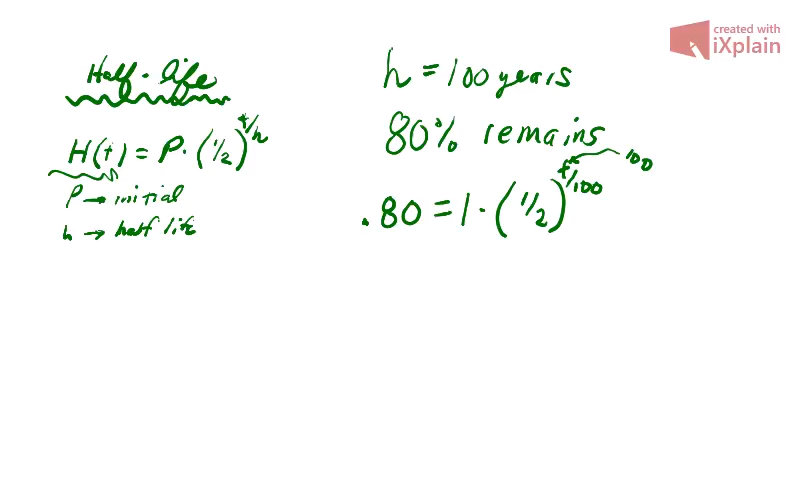 created with
iXplain
Half-life
H(t) = P · (1/2)^t/h
P → initial
h → half life
h = 100 years
80% remains
100
.80 = 1 · (1/2)^t/100